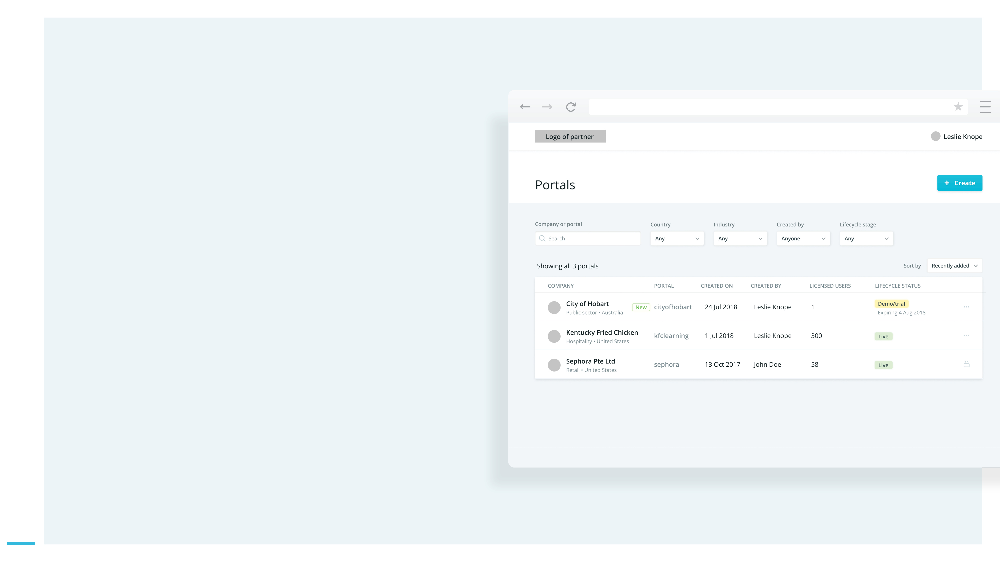 Logo of partner
Leslie Knope
Portals
+ Create
Company or portal
Country
Industry
Created by
Lifecycle stage
Search
Any
Any
Anyone
Any
Showing all 3 portals
Sort by
Recently added
COMPANY PORTAL CREATED ON CREATED BY LICENSED USERS LIFECYCLE STATUS
City of Hobart
Public sector • Australia
New
cityofhobart
24 Jul 2018
Leslie Knope
1
Demo/trial
Expiring 4 Aug 2018
Kentucky Fried Chicken
Hospitality • United States
kfclearning
1 Jul 2018
Leslie Knope
300
Live
Sephora Pte Ltd
Retail • United States
sephora
13 Oct 2017
John Doe
58
Live